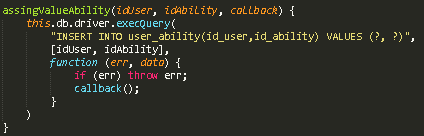 assingValueAbility(idUser, idAbility, callback) {
    this.db.driver.execQuery(
        "INSERT INTO user_ability(id_user,id_ability) VALUES (?, ?)",
        [idUser, idAbility],
        function (err, data) {
            if (err) throw err;
            callback();
        }
    )
}